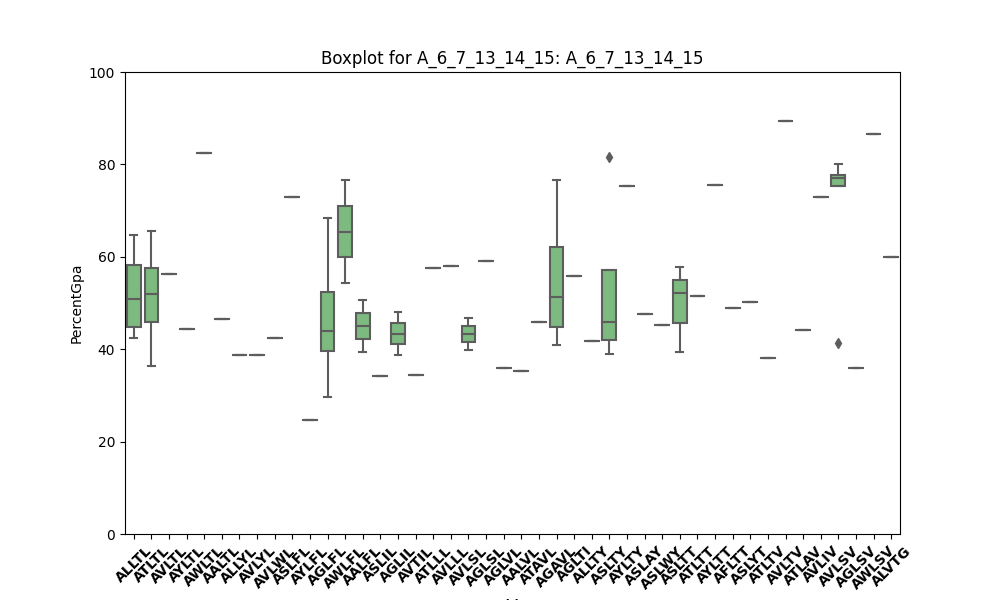 Boxplot for A_6_7_13_14_15: A_6_7_13_14_15
PercentGpa
100
80
60
40
20
0
ALLTL
ATLTL
AVLTL
AYLTL
AWLTL
AALTL
ALLYL
AVLYL
AVLWL
ASLFL
AYLFL
AGLFL
AWLFL
AALFL
ASLIL
AGLIL
AVTIL
ATLLL
AVLLL
AVLSL
AGLSL
AGLVL
AALVL
ATAVL
AGAVL
AGLTI
ALLTY
ASLTY
AYLTY
ASLAY
ASLWY
ASLTT
ATLTT
AYLTT
AFLTT
ASLYT
ATLTV
AVLTV
ATLAV
AVLIV
AVLSV
AGLSV
AWLSV
ALVTG